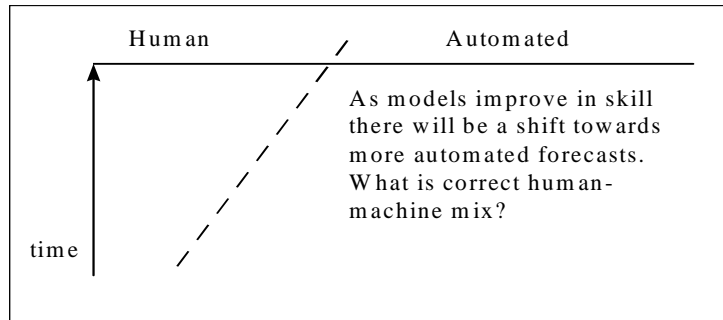 Human Automated
As models improve in skill
there will be a shift towards
more automated forecasts.
What is correct human-
machine mix?
time